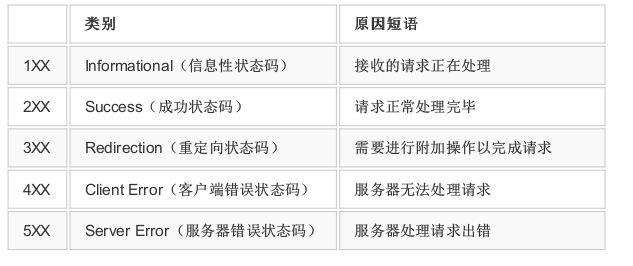 类别 原因短语
1XX Informational（信息性状态码） 接收的请求正在处理
2XX Success（成功状态码） 请求正常处理完毕
3XX Redirection（重定向状态码） 需要进行附加操作以完成请求
4XX Client Error（客户端错误状态码） 服务器无法处理请求
5XX Server Error（服务器错误状态码） 服务器处理请求出错